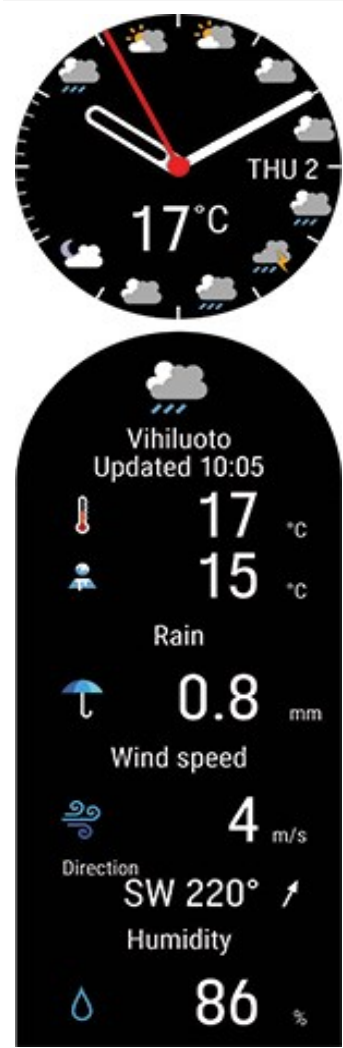 THU 2
17°C
Vihiluoto
Updated 10:05
17 °C
15 °C
Rain
0.8 mm
Wind speed
4 m/s
Direction
SW 220°
Humidity
86 %